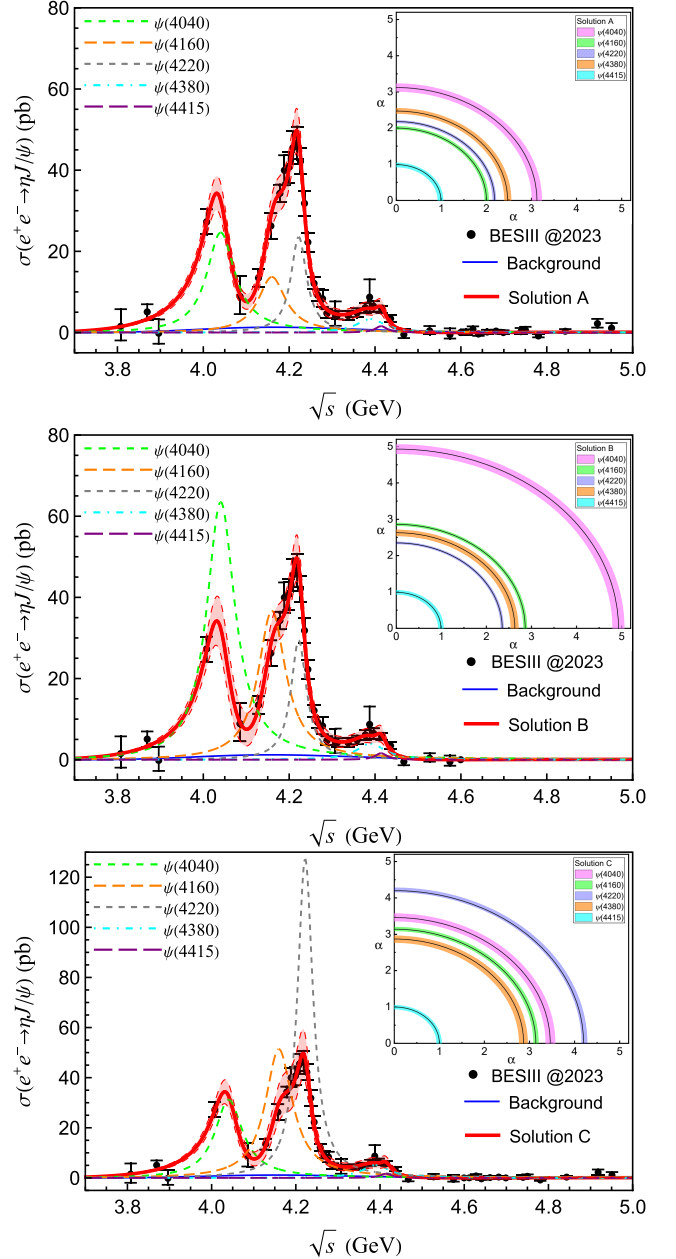 80
60
40
20
0
σ(e⁺e⁻→ηJ/ψ) (pb)
ψ(4040)
ψ(4160)
ψ(4220)
ψ(4380)
ψ(4415)
Solution A
ψ(4040)
ψ(4160)
ψ(4220)
ψ(4380)
ψ(4415)
5
4
3
2
1
0
α
0 1 2 3 4 5
α
BESIII @2023
Background
Solution A
3.8 4.0 4.2 4.4 4.6 4.8 5.0
√s (GeV)
80
60
40
20
0
σ(e⁺e⁻→ηJ/ψ) (pb)
ψ(4040)
ψ(4160)
ψ(4220)
ψ(4380)
ψ(4415)
Solution B
ψ(4040)
ψ(4160)
ψ(4220)
ψ(4380)
ψ(4415)
5
4
3
2
1
0
α
0 1 2 3 4 5
α
BESIII @2023
Background
Solution B
3.8 4.0 4.2 4.4 4.6 4.8 5.0
√s (GeV)
120
100
80
60
40
20
0
σ(e⁺e⁻→ηJ/ψ) (pb)
ψ(4040)
ψ(4160)
ψ(4220)
ψ(4380)
ψ(4415)
Solution C
ψ(4040)
ψ(4160)
ψ(4220)
ψ(4380)
ψ(4415)
5
4
3
2
1
0
α
0 1 2 3 4 5
α
BESIII @2023
Background
Solution C
3.8 4.0 4.2 4.4 4.6 4.8 5.0
√s (GeV)